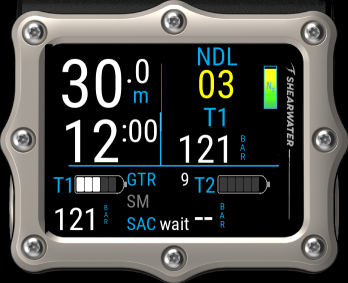 30.0 m
NDL
03
T1
12:00
121 BAR
N₂
SHEARWATER
T1
GTR 9
T2
SM
121 BAR
SAC wait
-- BAR